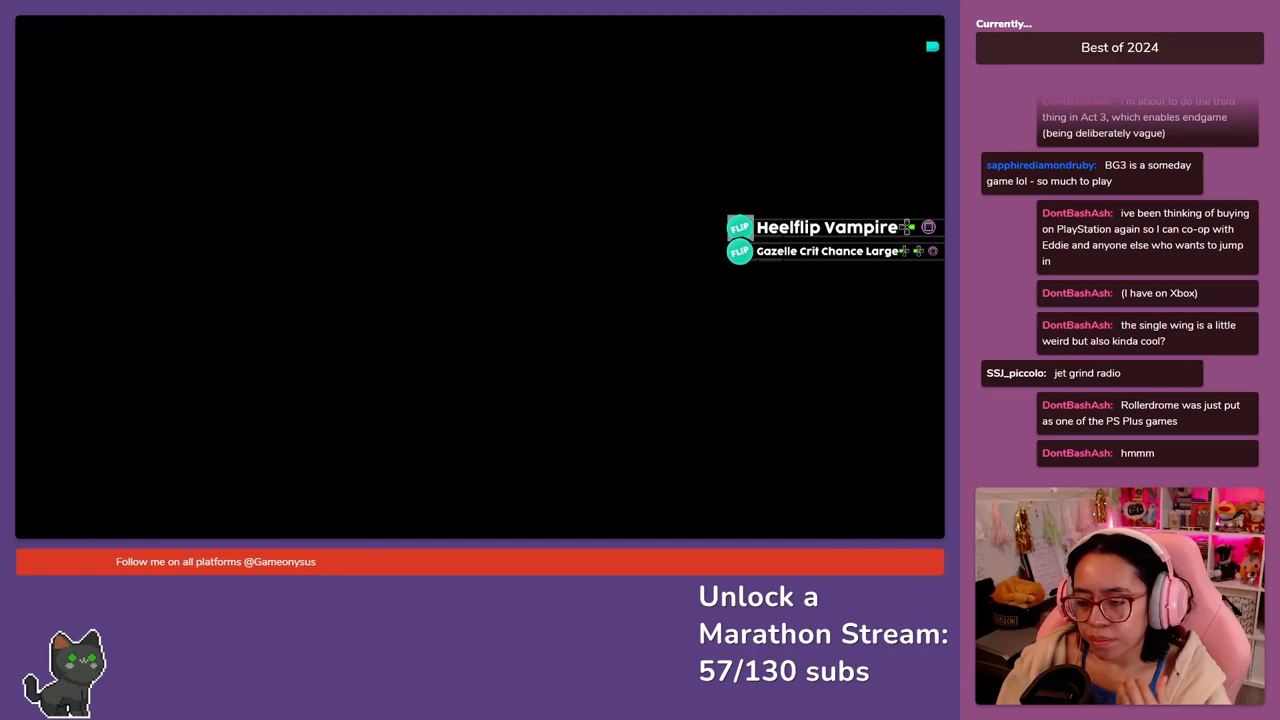 Currently...
Best of 2024
DontBashAsh: I'm about to do the third
thing in Act 3, which enables endgame
(being deliberately vague)
sapphirediamondruby: BG3 is a someday
game lol - so much to play
DontBashAsh: ive been thinking of buying
on PlayStation again so I can co-op with
Eddie and anyone else who wants to jump
in
DontBashAsh: (I have on Xbox)
DontBashAsh: the single wing is a little
weird but also kinda cool?
SSJ_piccolo: jet grind radio
DontBashAsh: Rollerdrome was just put
as one of the PS Plus games
DontBashAsh: hmmm
FLIP Heelflip Vampire
FLIP Gazelle Crit Chance Large
Follow me on all platforms @Gameonysus
Unlock a
Marathon Stream:
57/130 subs